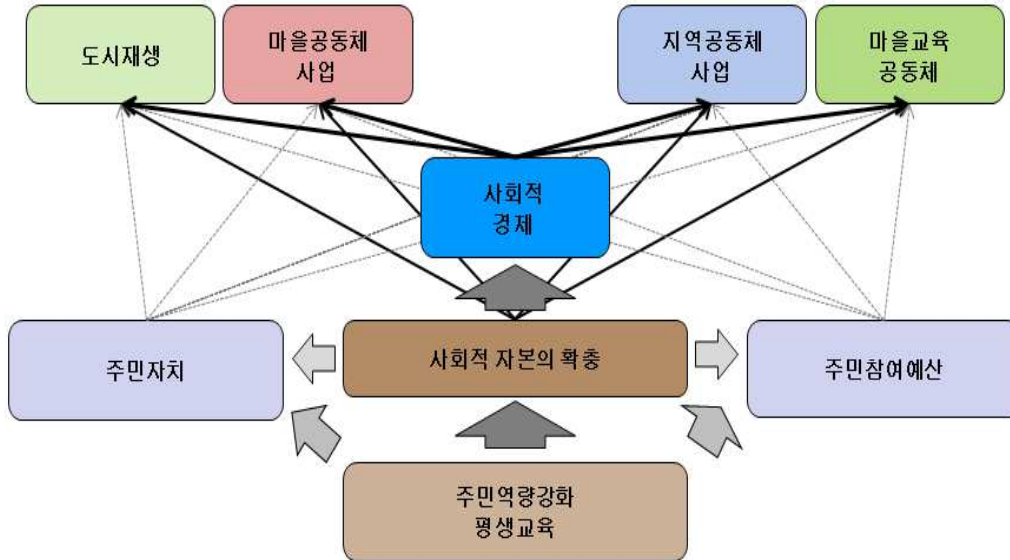 도시재생
마을공동체
사업
지역공동체
사업
마을교육
공동체
사회적
경제
주민자치
사회적 자본의 확충
주민참여예산
주민역량강화
평생교육